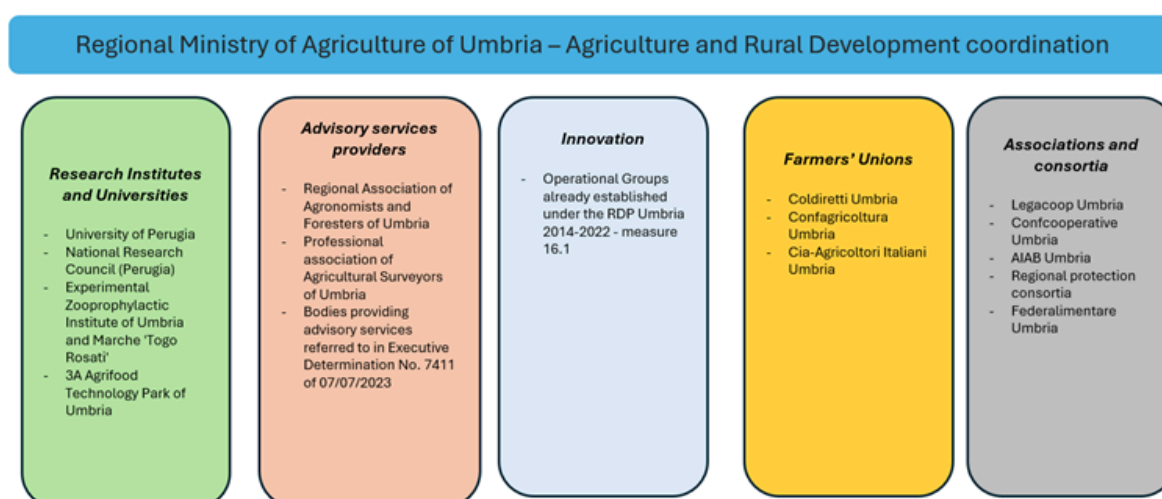 Regional Ministry of Agriculture of Umbria – Agriculture and Rural Development coordination
Research Institutes
and Universities
- University of Perugia
- National Research
Council (Perugia)
- Experimental
Zooprophylactic
Institute of Umbria
and Marche 'Togo
Rosati'
- 3A Agrifood
Technology Park of
Umbria
Advisory services
providers
- Regional Association of
Agronomists and
Foresters of Umbria
- Professional
association of
Agricultural Surveyors
of Umbria
- Bodies providing
advisory services
referred to in Executive
Determination No. 7411
of 07/07/2023
Innovation
- Operational Groups
already established
under the RDP Umbria
2014-2022 - measure
16.1
Farmers' Unions
- Coldiretti Umbria
- Confagricoltura
Umbria
- Cia-Agricoltori Italiani
Umbria
Associations and
consortia
- Legacoop Umbria
- Confcooperative
Umbria
- AIAB Umbria
- Regional protection
consortia
- Federalimentare
Umbria